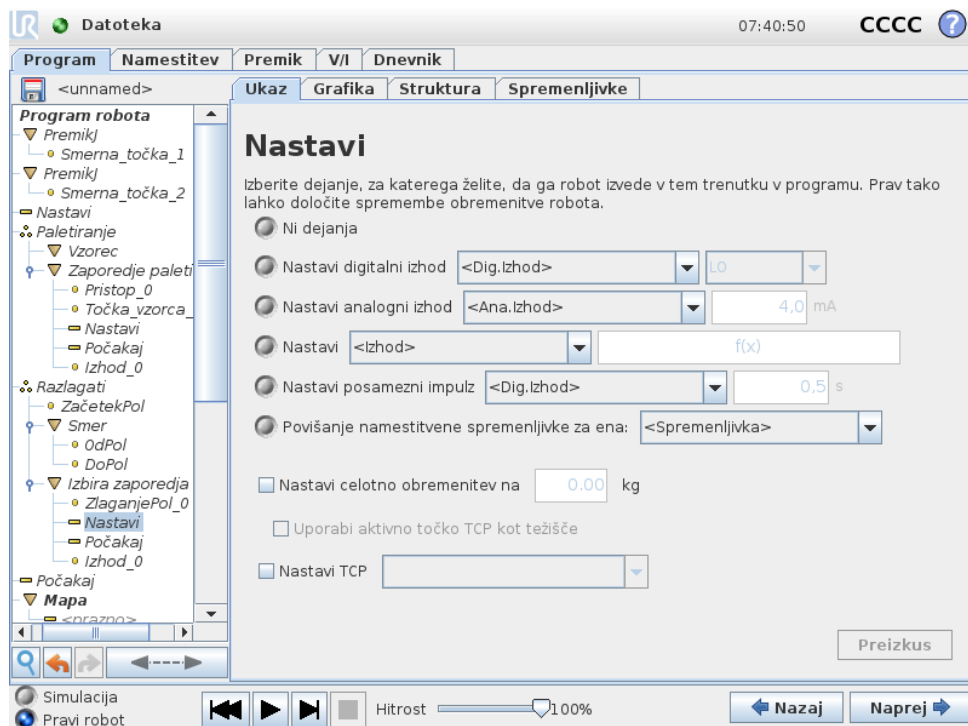 UR Datoteka 07:40:50 CCCC ?
Program Namestitev Premik V/I Dnevnik
<unnamed>
Ukaz Grafika Struktura Spremenljivke
Program robota
PremikJ
Smerna_točka_1
PremikJ
Smerna_točka_2
Nastavi
Paletiranje
Vzorec
Zaporedje paleti
Pristop_0
Točka_vzorca_
Nastavi
Počakaj
Izhod_0
Razlagati
ZačetekPol
Smer
OdPol
DoPol
Izbira zaporedja
ZlaganjePol_0
Nastavi
Počakaj
Izhod_0
Počakaj
Mapa
<prazno>
Nastavi
Izberite dejanje, za katerega želite, da ga robot izvede v tem trenutku v programu. Prav tako
lahko določite spremembe obremenitve robota.
Ni dejanja
Nastavi digitalni izhod <Dig.Izhod> LO
Nastavi analogni izhod <Ana.Izhod> 4,0 mA
Nastavi <Izhod> f(x)
Nastavi posamezni impulz <Dig.Izhod> 0,5 s
Povišanje namestitvene spremenljivke za ena: <Spremenljivka>
Nastavi celotno obremenitev na 0.00 kg
Uporabi aktivno točko TCP kot težišče
Nastavi TCP
Preizkus
Simulacija
Pravi robot
Hitrost 100%
Nazaj Naprej